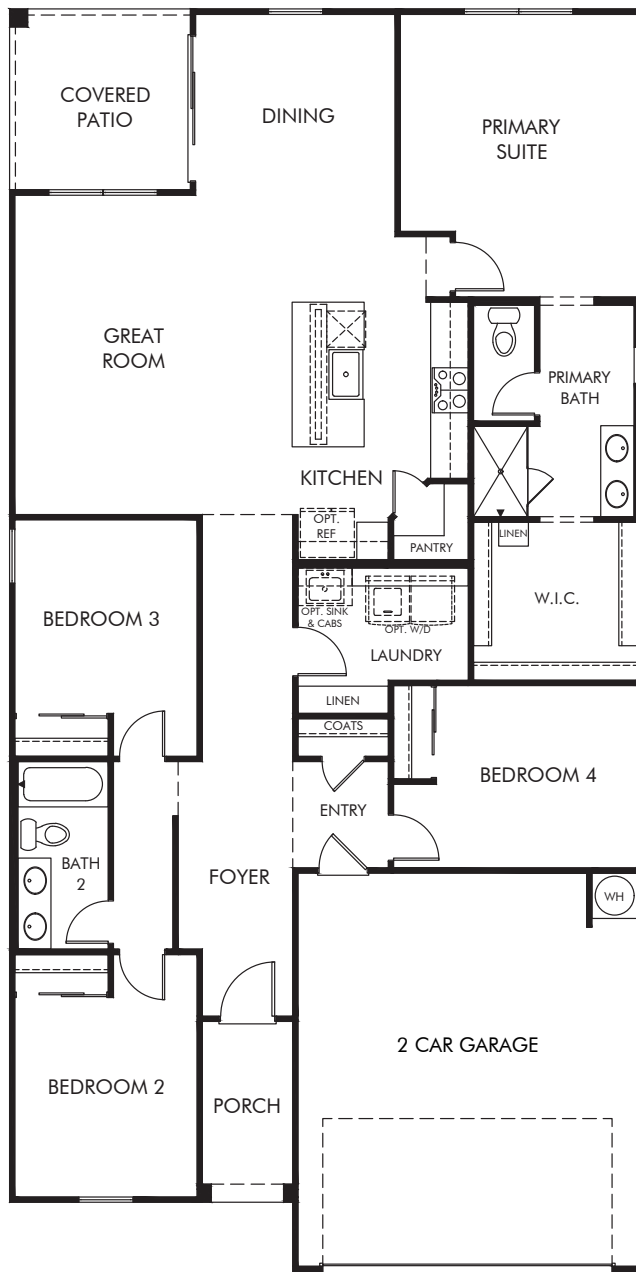 COVERED
PATIO
DINING
PRIMARY
SUITE
GREAT
ROOM
PRIMARY
BATH
KITCHEN
OPT.
REF
PANTRY
LINEN
W.I.C.
BEDROOM 3
OPT. SINK
& CABS
OPT. W/D
LAUNDRY
LINEN
COATS
BEDROOM 4
ENTRY
BATH
2
FOYER
WH
2 CAR GARAGE
BEDROOM 2
PORCH